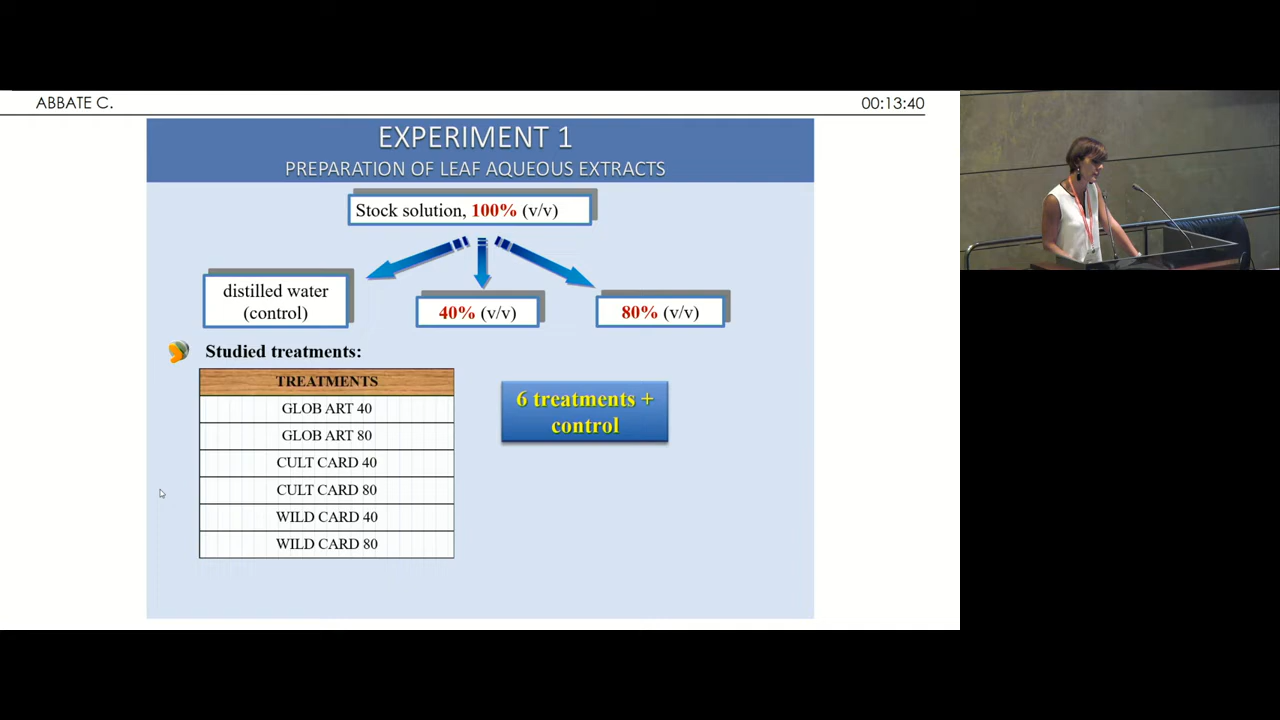 ABBATE C.
00:13:40
EXPERIMENT 1
PREPARATION OF LEAF AQUEOUS EXTRACTS
Stock solution, 100% (v/v)
distilled water
(control)
40% (v/v)
80% (v/v)
Studied treatments:
TREATMENTS
GLOB ART 40
GLOB ART 80
CULT CARD 40
CULT CARD 80
WILD CARD 40
WILD CARD 80
6 treatments +
control